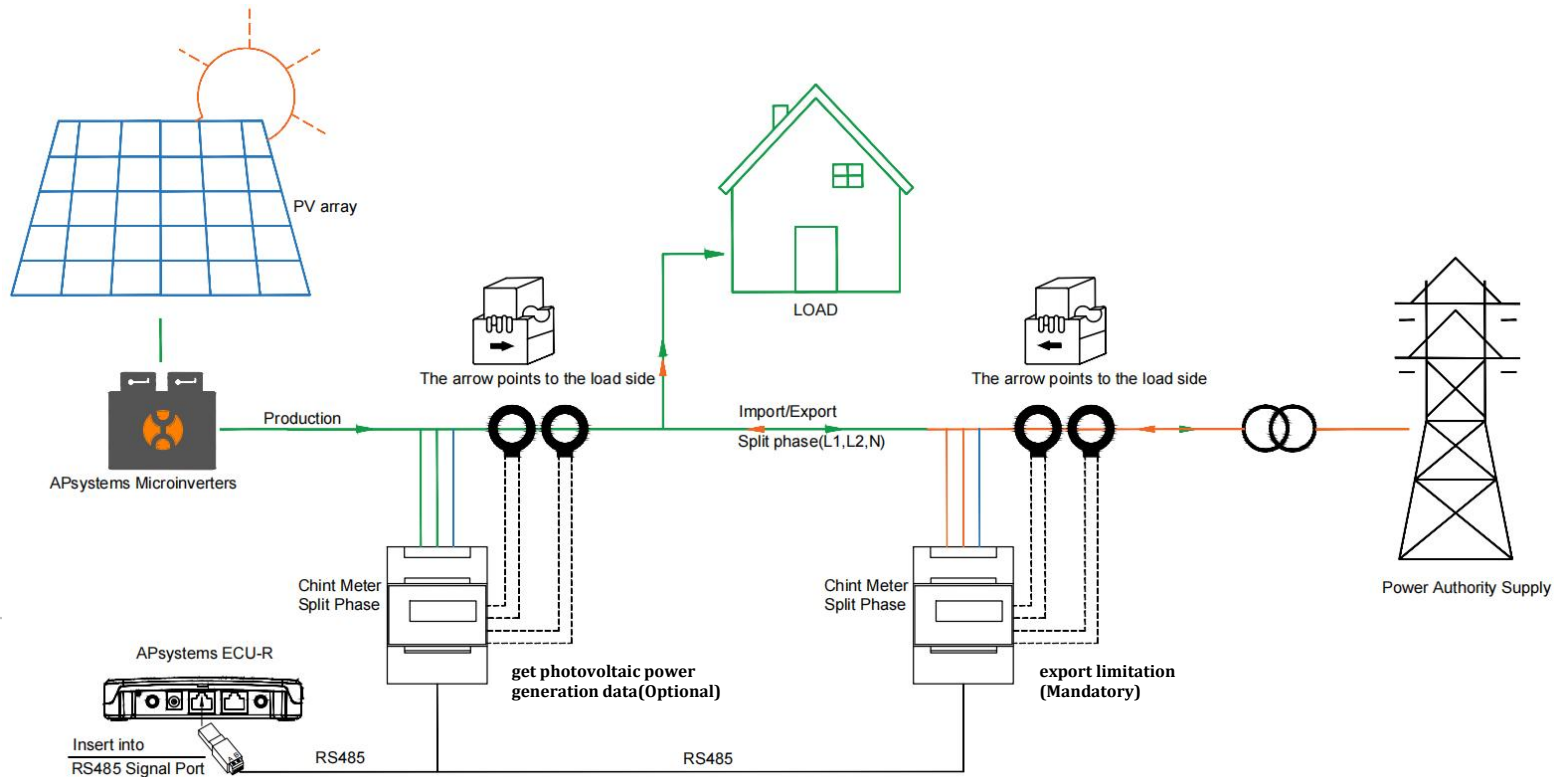 PV array
LOAD
The arrow points to the load side
The arrow points to the load side
Production
Import/Export
Split phase(L1,L2,N)
APsystems Microinverters
Chint Meter
Split Phase
Chint Meter
Split Phase
Power Authority Supply
APsystems ECU-R
get photovoltaic power
generation data(Optional)
export limitation
(Mandatory)
Insert into
RS485 Signal Port
RS485
RS485